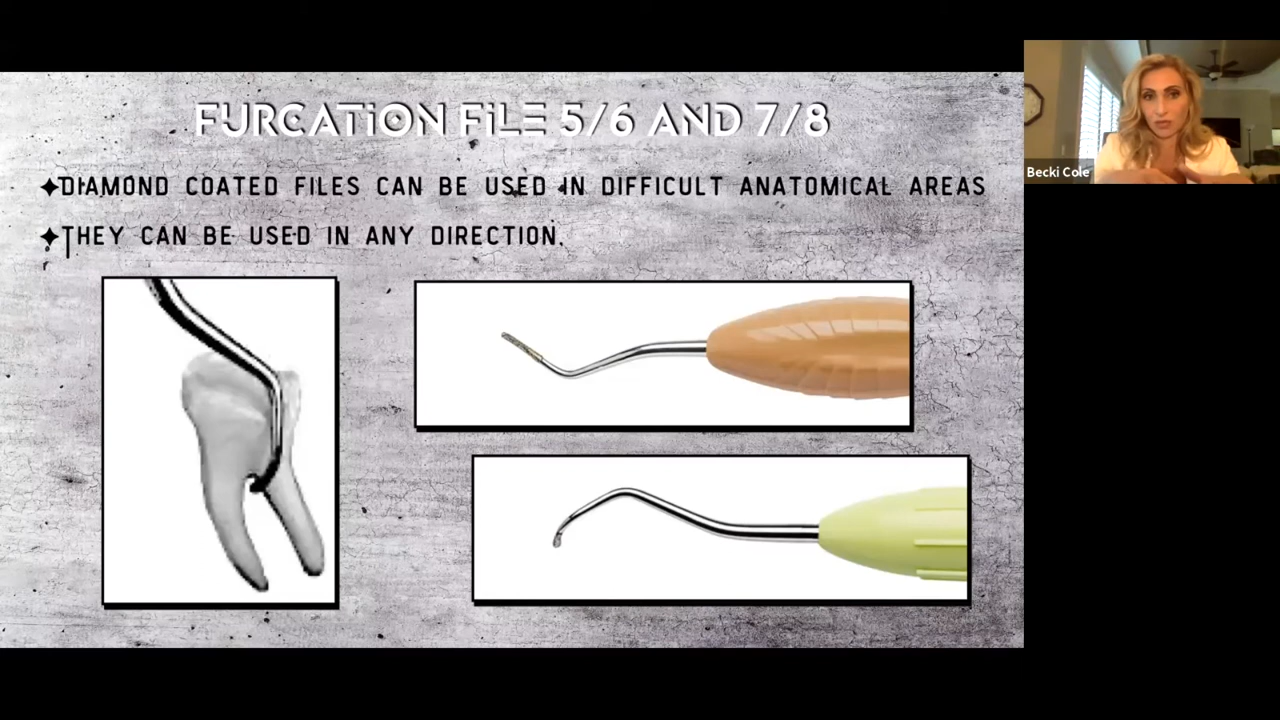 FURCATION FILE 5/6 AND 7/8
✦DIAMOND COATED FILES CAN BE USED IN DIFFICULT ANATOMICAL AREAS
✦THEY CAN BE USED IN ANY DIRECTION.
Becki Cole